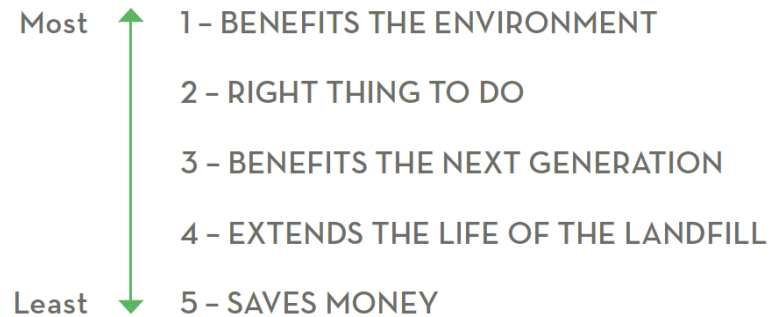 Most 1 – BENEFITS THE ENVIRONMENT
2 – RIGHT THING TO DO
3 – BENEFITS THE NEXT GENERATION
4 – EXTENDS THE LIFE OF THE LANDFILL
Least 5 – SAVES MONEY